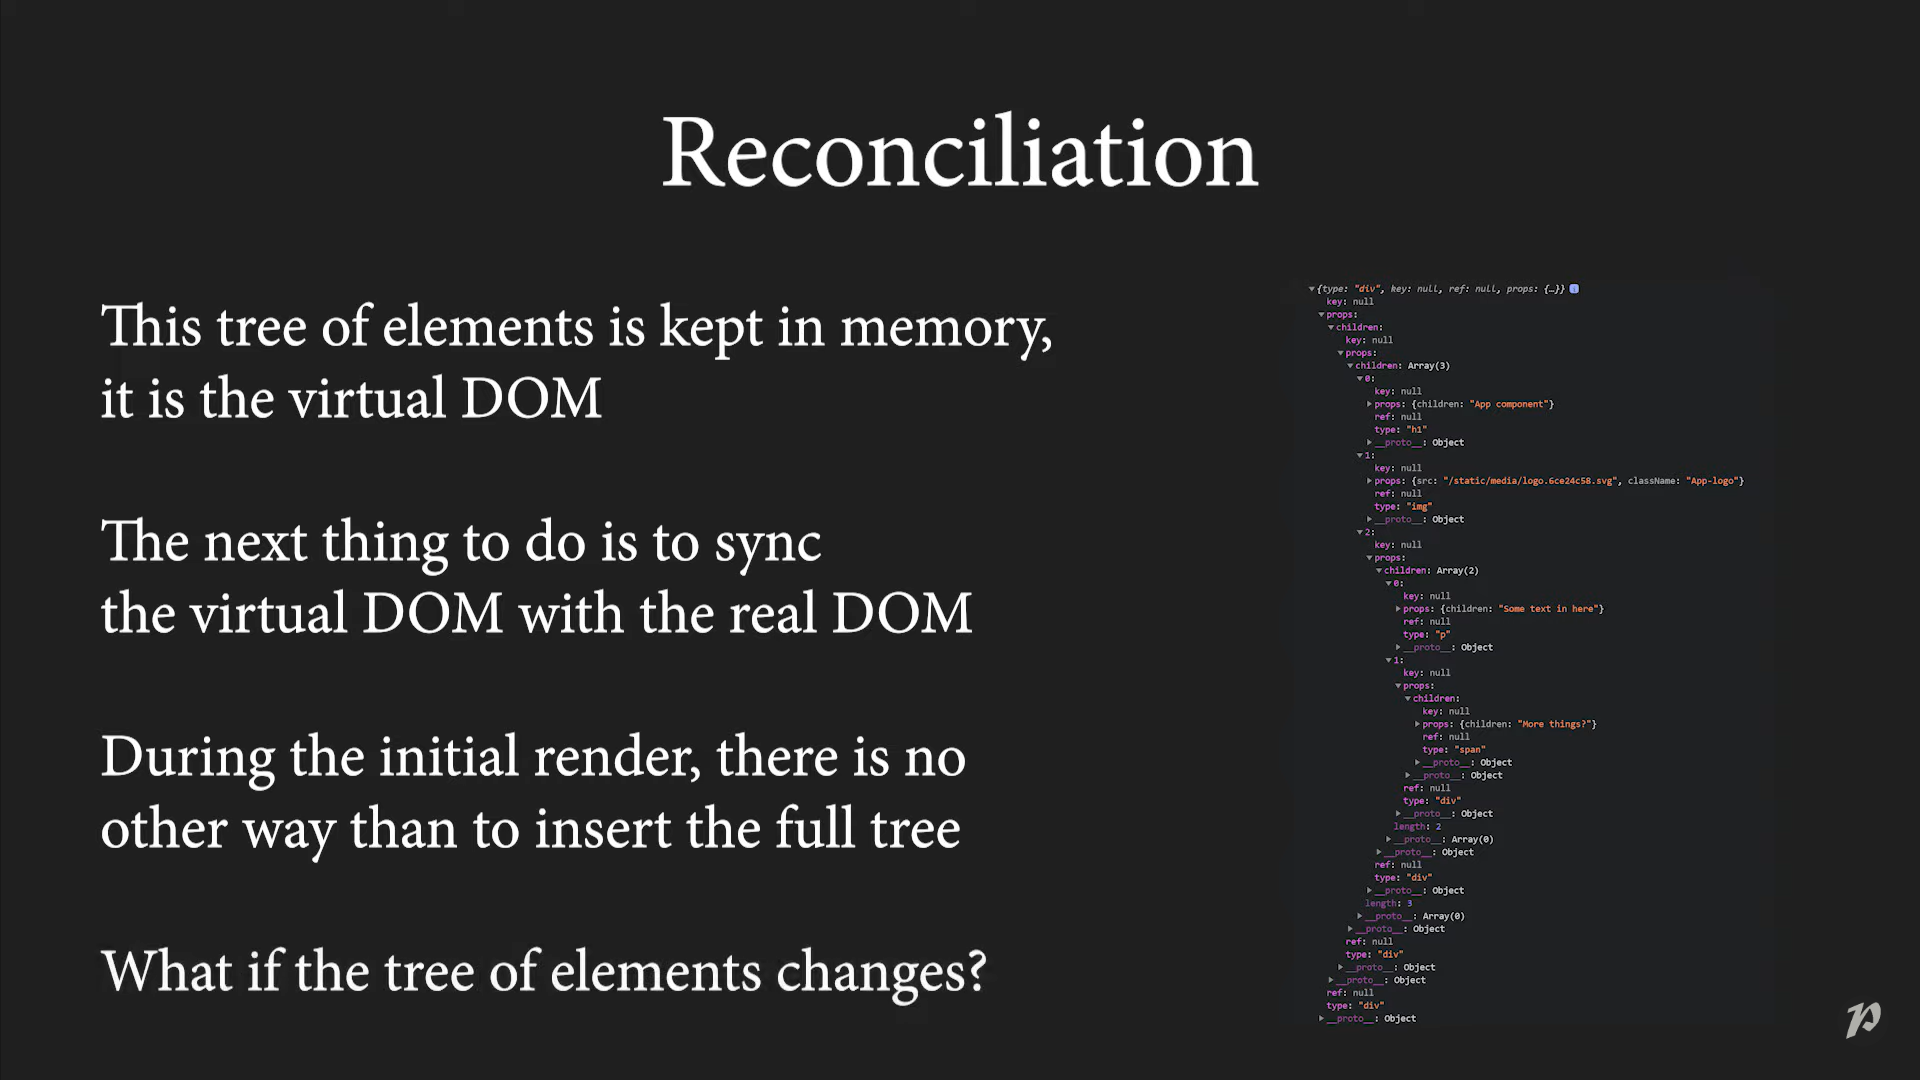 Reconciliation
This tree of elements is kept in memory,
it is the virtual DOM
The next thing to do is to sync
the virtual DOM with the real DOM
During the initial render, there is no
other way than to insert the full tree
What if the tree of elements changes?
{type: "div", key: null, ref: null, props: {…}} i
key: null
props:
children:
key: null
props:
children: Array(3)
0:
key: null
props: {children: "App component"}
ref: null
type: "h1"
__proto__: Object
1:
key: null
props: {src: "/static/media/logo.6ce24c58.svg", className: "App-logo"}
ref: null
type: "img"
__proto__: Object
2:
key: null
props:
children: Array(2)
0:
key: null
props: {children: "Some text in here"}
ref: null
type: "p"
__proto__: Object
1:
key: null
props:
children:
key: null
props: {children: "More things?"}
ref: null
type: "span"
__proto__: Object
__proto__: Object
ref: null
type: "div"
__proto__: Object
length: 2
__proto__: Array(0)
__proto__: Object
ref: null
type: "div"
__proto__: Object
length: 3
__proto__: Array(0)
__proto__: Object
ref: null
type: "div"
__proto__: Object
__proto__: Object
ref: null
type: "div"
__proto__: Object